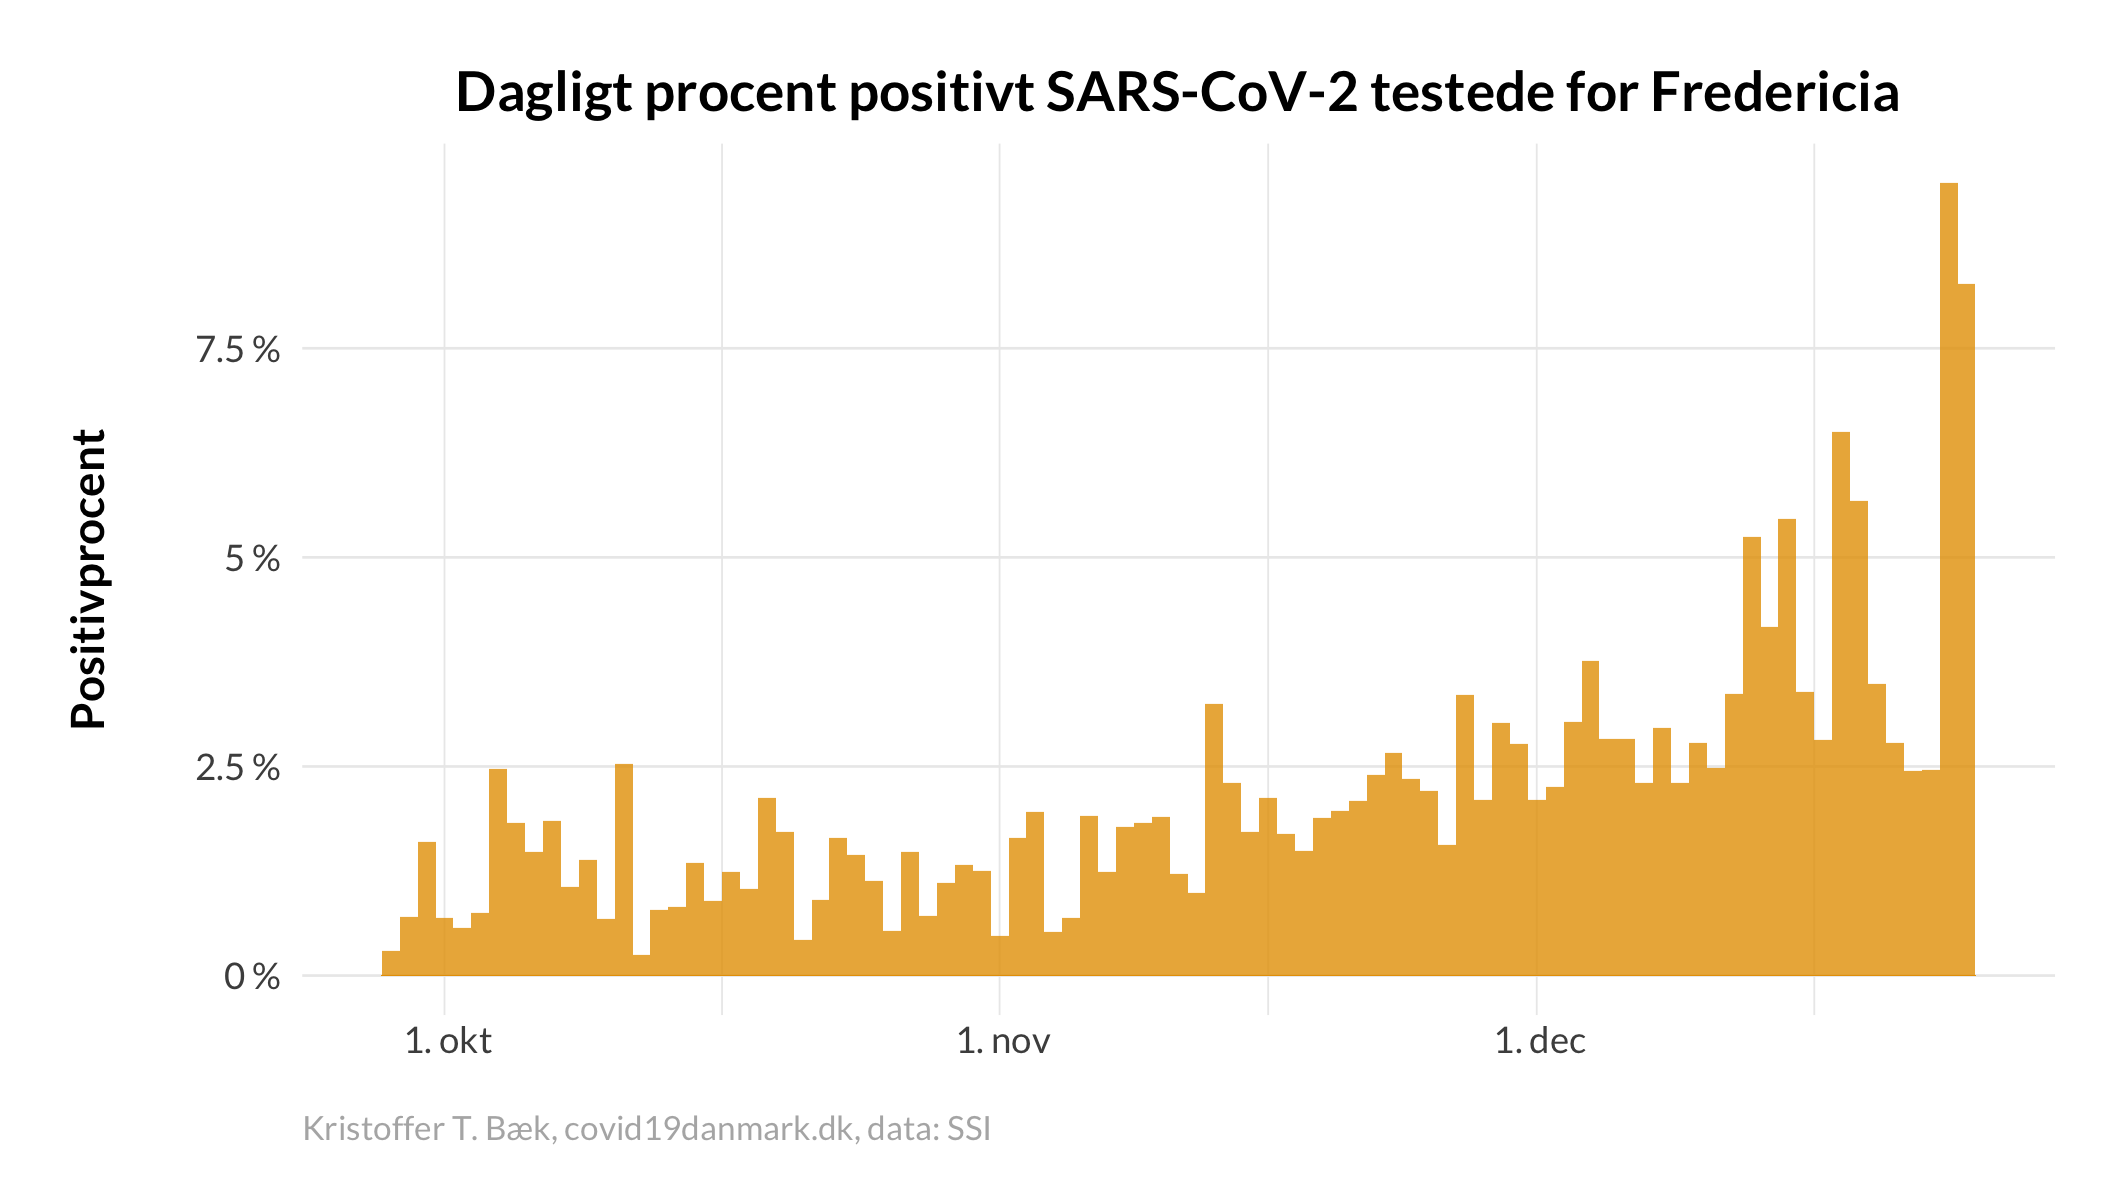 Dagligt procent positivt SARS-CoV-2 testede for Fredericia
Positivprocent
7.5 %
5 %
2.5 %
0 %
1. okt
1. nov
1. dec
Kristoffer T. Bæk, covid19danmark.dk, data: SSI